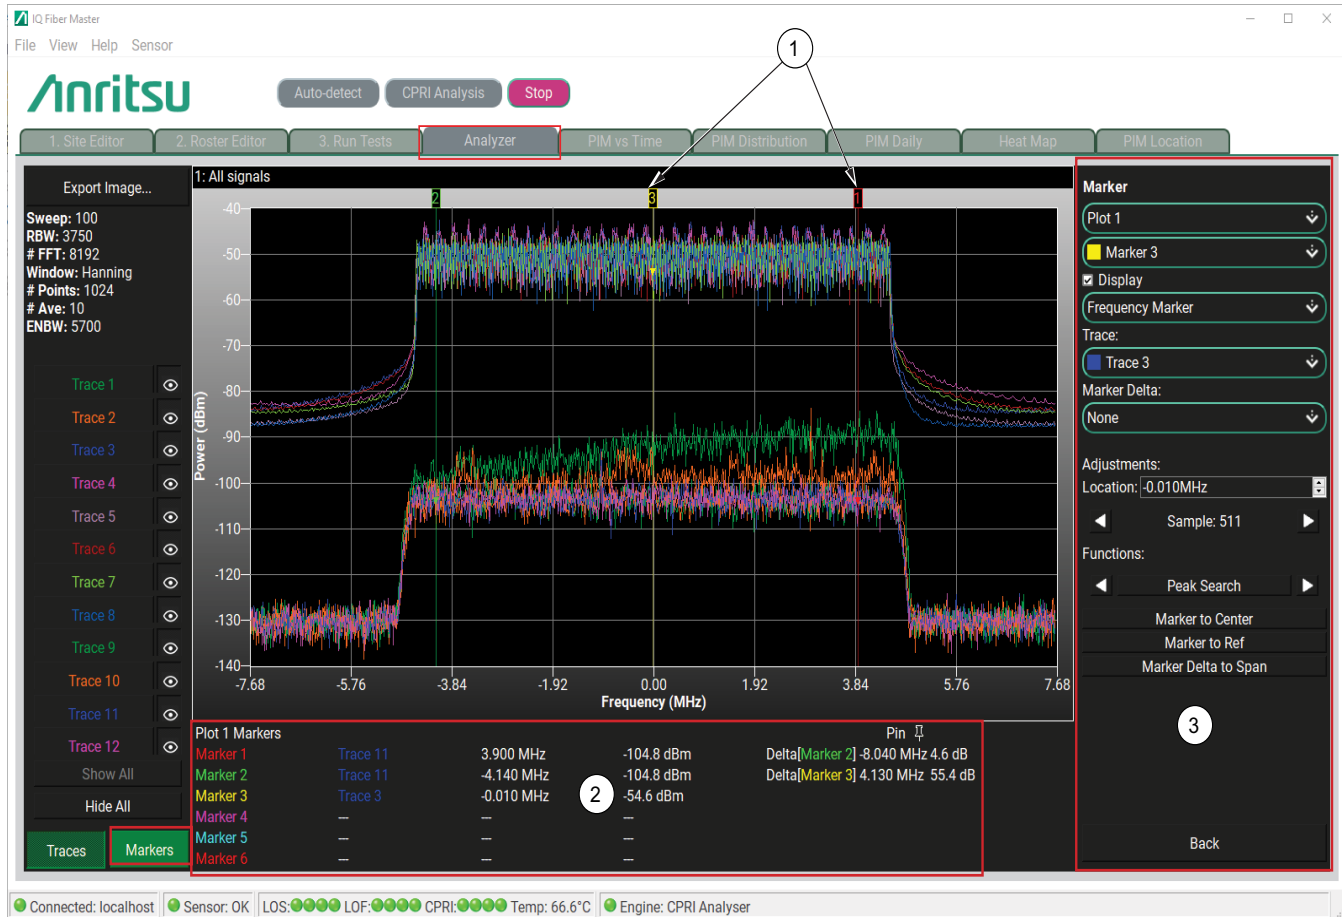 IQ Fiber Master
File View Help Sensor
Anritsu
Auto-detect CPRI Analysis Stop
1
1. Site Editor 2. Roster Editor 3. Run Tests Analyzer PIM vs Time PIM Distribution PIM Daily Heat Map PIM Location
Export Image...
Sweep: 100
RBW: 3750
# FFT: 8192
Window: Hanning
# Points: 1024
# Ave: 10
ENBW: 5700
Trace 1
Trace 2
Trace 3
Trace 4
Trace 5
Trace 6
Trace 7
Trace 8
Trace 9
Trace 10
Trace 11
Trace 12
Show All
Hide All
Traces Markers
1: All signals
2 3 1
-40
-50
-60
-70
-80
-90
-100
-110
-120
-130
-140
Power (dBm)
-7.68 -5.76 -3.84 -1.92 0.00 1.92 3.84 5.76 7.68
Frequency (MHz)
Plot 1 Markers Pin
Marker 1 Trace 11 3.900 MHz -104.8 dBm Delta[Marker 2] -8.040 MHz 4.6 dB
Marker 2 Trace 11 -4.140 MHz -104.8 dBm Delta[Marker 3] 4.130 MHz 55.4 dB
Marker 3 Trace 3 -0.010 MHz -54.6 dBm
Marker 4 --- ---
Marker 5 --- ---
Marker 6 --- ---
2
Marker
Plot 1
Marker 3
Display
Frequency Marker
Trace:
Trace 3
Marker Delta:
None
Adjustments:
Location: -0.010MHz
Sample: 511
Functions:
Peak Search
Marker to Center
Marker to Ref
Marker Delta to Span
3
Back
Connected: localhost Sensor: OK LOS: LOF: CPRI: Temp: 66.6°C Engine: CPRI Analyser